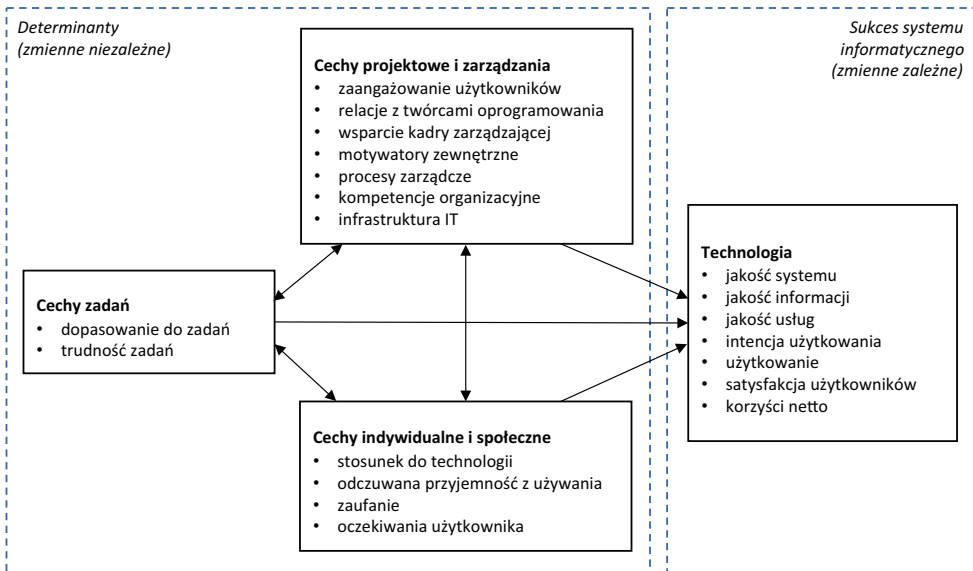 Determinanty
(zmienne niezależne)
Cechy projektowe i zarządzania
• zaangażowanie użytkowników
• relacje z twórcami oprogramowania
• wsparcie kadry zarządzającej
• motywatory zewnętrzne
• procesy zarządcze
• kompetencje organizacyjne
• infrastruktura IT
Cechy zadań
• dopasowanie do zadań
• trudność zadań
Cechy indywidualne i społeczne
• stosunek do technologii
• odczuwana przyjemność z używania
• zaufanie
• oczekiwania użytkownika
Sukces systemu
informatycznego
(zmienne zależne)
Technologia
• jakość systemu
• jakość informacji
• jakość usług
• intencja użytkowania
• użytkowanie
• satysfakcja użytkowników
• korzyści netto